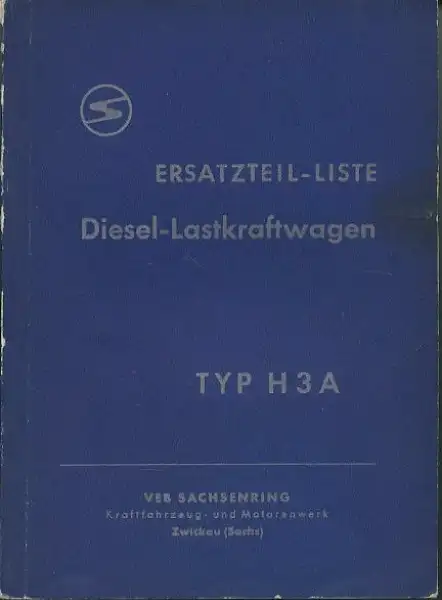 ERSATZTEIL-LISTE
Diesel-Lastkraftwagen
TYP H3A
VEB SACHSENRING
Kraftfahrzeug- und Motorenwerk
Zwickau (Sachs)